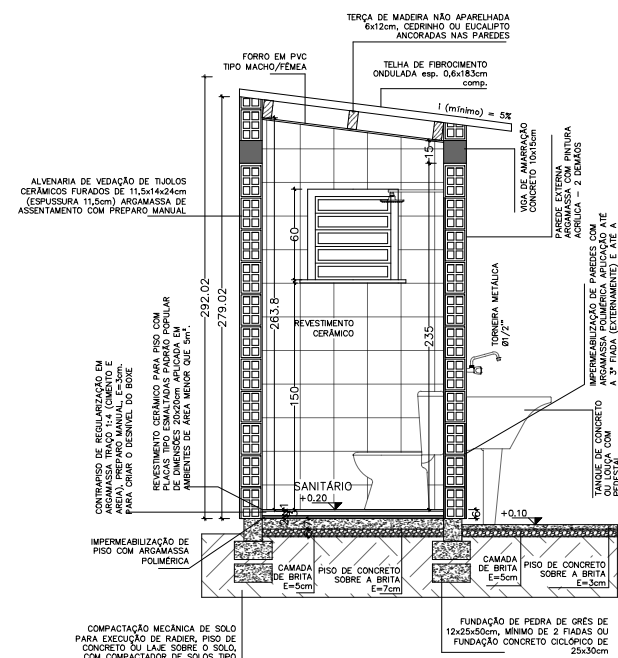 TERÇA DE MADEIRA NÃO APARELHADA
6x12cm, CEDRINHO OU EUCALIPTO
ANCORADAS NAS PAREDES
FORRO EM PVC
TIPO MACHO/FÊMEA
TELHA DE FIBROCIMENTO
ONDULADA esp. 0,6x183cm
comp.
i (mínimo) = 5%
ALVENARIA DE VEDAÇÃO DE TIJOLOS
CERÂMICOS FURADOS DE 11,5x14x24cm
(ESPUSSURA 11,5cm) ARGAMASSA DE
ASSENTAMENTO COM PREPARO MANUAL
15
VIGA DE AMARRAÇÃO
CONCRETO 10x15cm
PAREDE EXTERNA
ARGAMASSA COM PINTURA
ACRÍLICA - 2 DEMÃOS
IMPERMEABILIZAÇÃO DE PAREDES COM
ARGAMASSA POLIMÉRICA APLICAÇÃO ATÉ
A 3ª FIADA (EXTERNAMENTE) E ATÉ A
60
292.02
279.02
263.8
235
150
REVESTIMENTO
CERÂMICO
TORNEIRA METÁLICA
Ø1/2"
CONTRAPISO DE REGULARIZAÇÃO EM
ARGAMASSA TRAÇO 1:4 (CIMENTO E
AREIA), PREPARO MANUAL, E=3cm.
PARA CRIAR O DESNÍVEL DO BOXE
REVESTIMENTO CERÂMICO PARA PISO COM
PLACAS TIPO ESMALTADAS PADRÃO POPULAR
DE DIMENSÕES 20x20cm APLICADA EM
AMBIENTES DE ÁREA MENOR QUE 5m².
TANQUE DE CONCRETO
OU LOUÇA COM
PEDESTAL
SANITÁRIO
+0,20
+0,10
IMPERMEABILIZAÇÃO DE
PISO COM ARGAMASSA
POLIMÉRICA
CAMADA
DE BRITA
E=5cm
PISO DE CONCRETO
SOBRE A BRITA
E=7cm
CAMADA
DE BRITA
E=5cm
PISO DE CONCRETO
SOBRE A BRITA
E=3cm
COMPACTAÇÃO MECÂNICA DE SOLO
PARA EXECUÇÃO DE RADIER, PISO DE
CONCRETO OU LAJE SOBRE O SOLO,
COM COMPACTADOR DE SOLOS TIPO
FUNDAÇÃO DE PEDRA DE GRÊS DE
12x25x50cm, MÍNIMO DE 2 FIADAS OU
FUNDAÇÃO CONCRETO CICLÓPICO DE
25x30cm